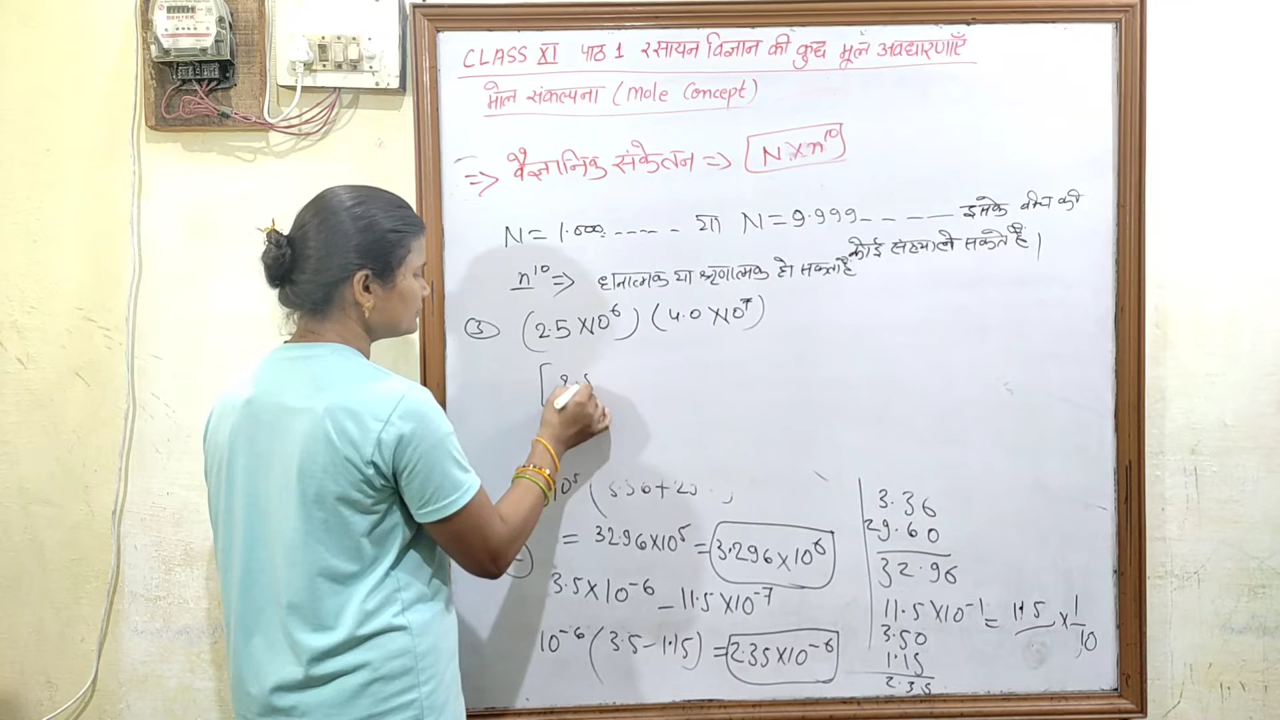 CLASS XI पाठ 1 रसायन विज्ञान की कुछ मूल अवधारणाएँ
मोल संकल्पना (Mole Concept)
⇒ वैज्ञानिक संकेतन ⇒ N×n¹⁰
N = 1.000. ----- या N = 9.999 ---- इसके बीच की
कोई संख्या ले सकते है।
n¹⁰ ⇒ धनात्मक या ऋणात्मक हो सकता है
③ (2.5×10⁶) (4.0×10⁷)
[
10⁵ (3.36+29
= 32.96×10⁵ = 3.296×10⁶
3.5×10⁻⁶ – 11.5×10⁻⁷
10⁻⁶ (3.5–1.15) = 2.35×10⁻⁶
3.36
29.60
32.96
11.5×10⁻¹ = 11.5 × 1/10
3.50
1.15
2.35